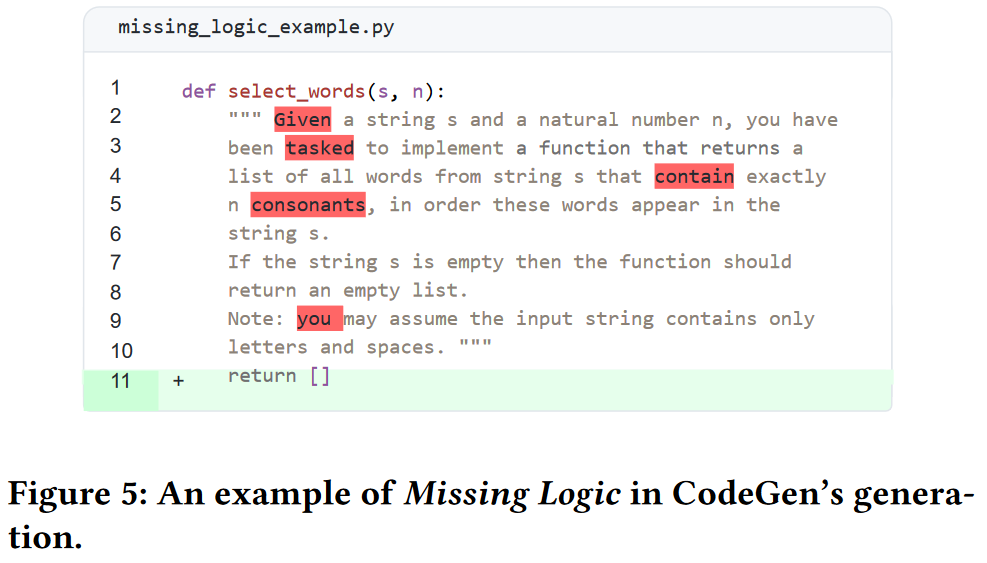 missing_logic_example.py
1 def select_words(s, n):
2 """ Given a string s and a natural number n, you have
3 been tasked to implement a function that returns a
4 list of all words from string s that contain exactly
5 n consonants, in order these words appear in the
6 string s.
7 If the string s is empty then the function should
8 return an empty list.
9 Note: you may assume the input string contains only
10 letters and spaces. """
11 + return []
Figure 5: An example of Missing Logic in CodeGen’s genera-
tion.